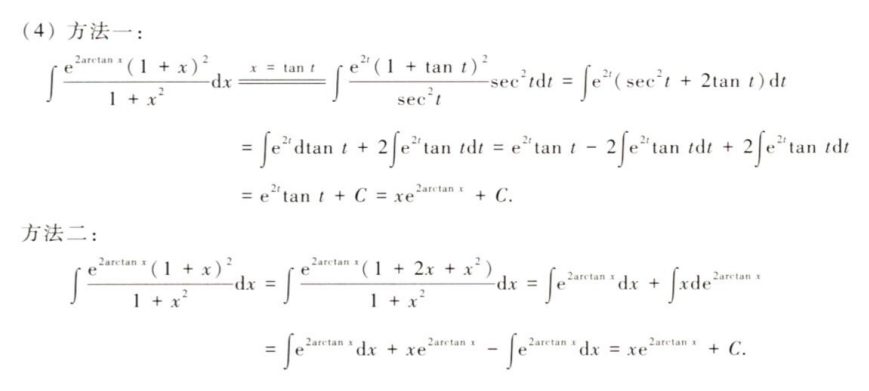 (4) 方法一：
∫ e^{2arctan x}(1 + x)^2 / (1 + x^2) dx \xlongequal{x = tan t} ∫ e^{2t}(1 + tan t)^2 / sec^2 t sec^2 tdt = ∫e^{2t}(sec^2 t + 2tan t)dt
= ∫e^{2t}dtan t + 2∫e^{2t}tan tdt = e^{2t}tan t − 2∫e^{2t}tan tdt + 2∫e^{2t}tan tdt
= e^{2t}tan t + C = xe^{2arctan x} + C.
方法二：
∫ e^{2arctan x}(1 + x)^2 / (1 + x^2) dx = ∫ e^{2arctan x}(1 + 2x + x^2) / (1 + x^2) dx = ∫e^{2arctan x}dx + ∫xde^{2arctan x}
= ∫e^{2arctan x}dx + xe^{2arctan x} − ∫e^{2arctan x}dx = xe^{2arctan x} + C.